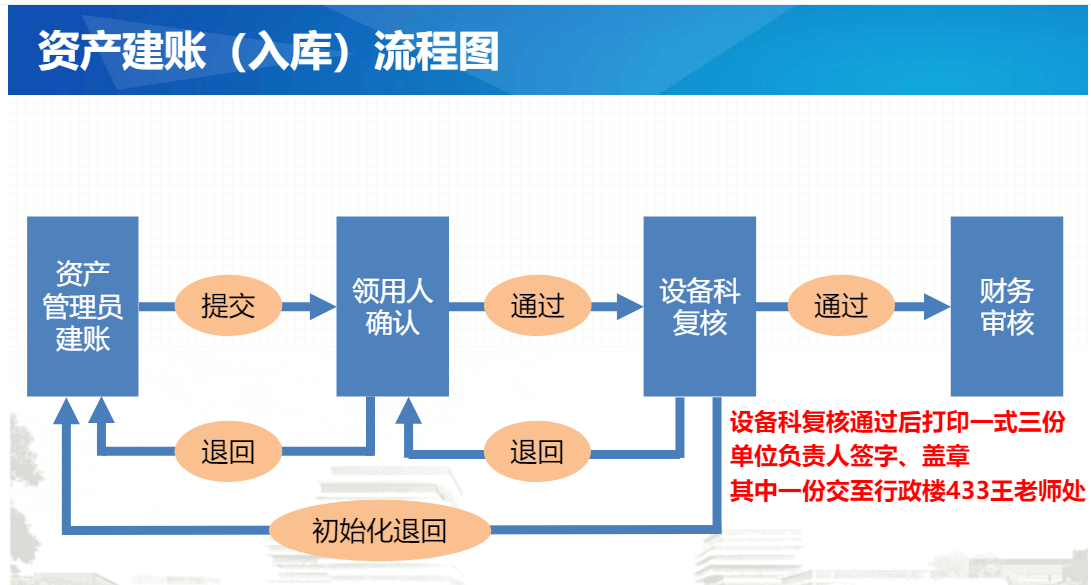 资产建账（入库）流程图
资产
管理员
建账
提交
领用人
确认
通过
设备科
复核
通过
财务
审核
退回
退回
初始化退回
设备科复核通过后打印一式三份
单位负责人签字、盖章
其中一份交至行政楼433王老师处